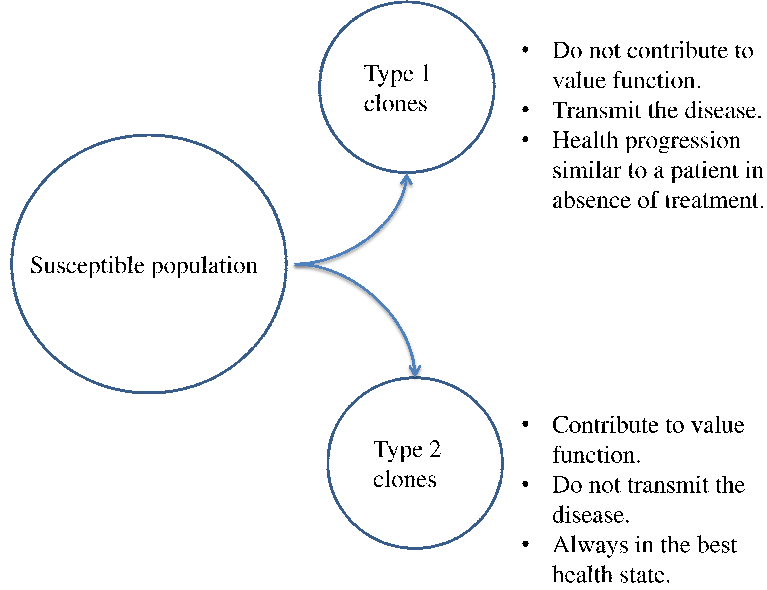 Susceptible population
Type 1
clones
• Do not contribute to
value function.
• Transmit the disease.
• Health progression
similar to a patient in
absence of treatment.
Type 2
clones
• Contribute to value
function.
• Do not transmit the
disease.
• Always in the best
health state.